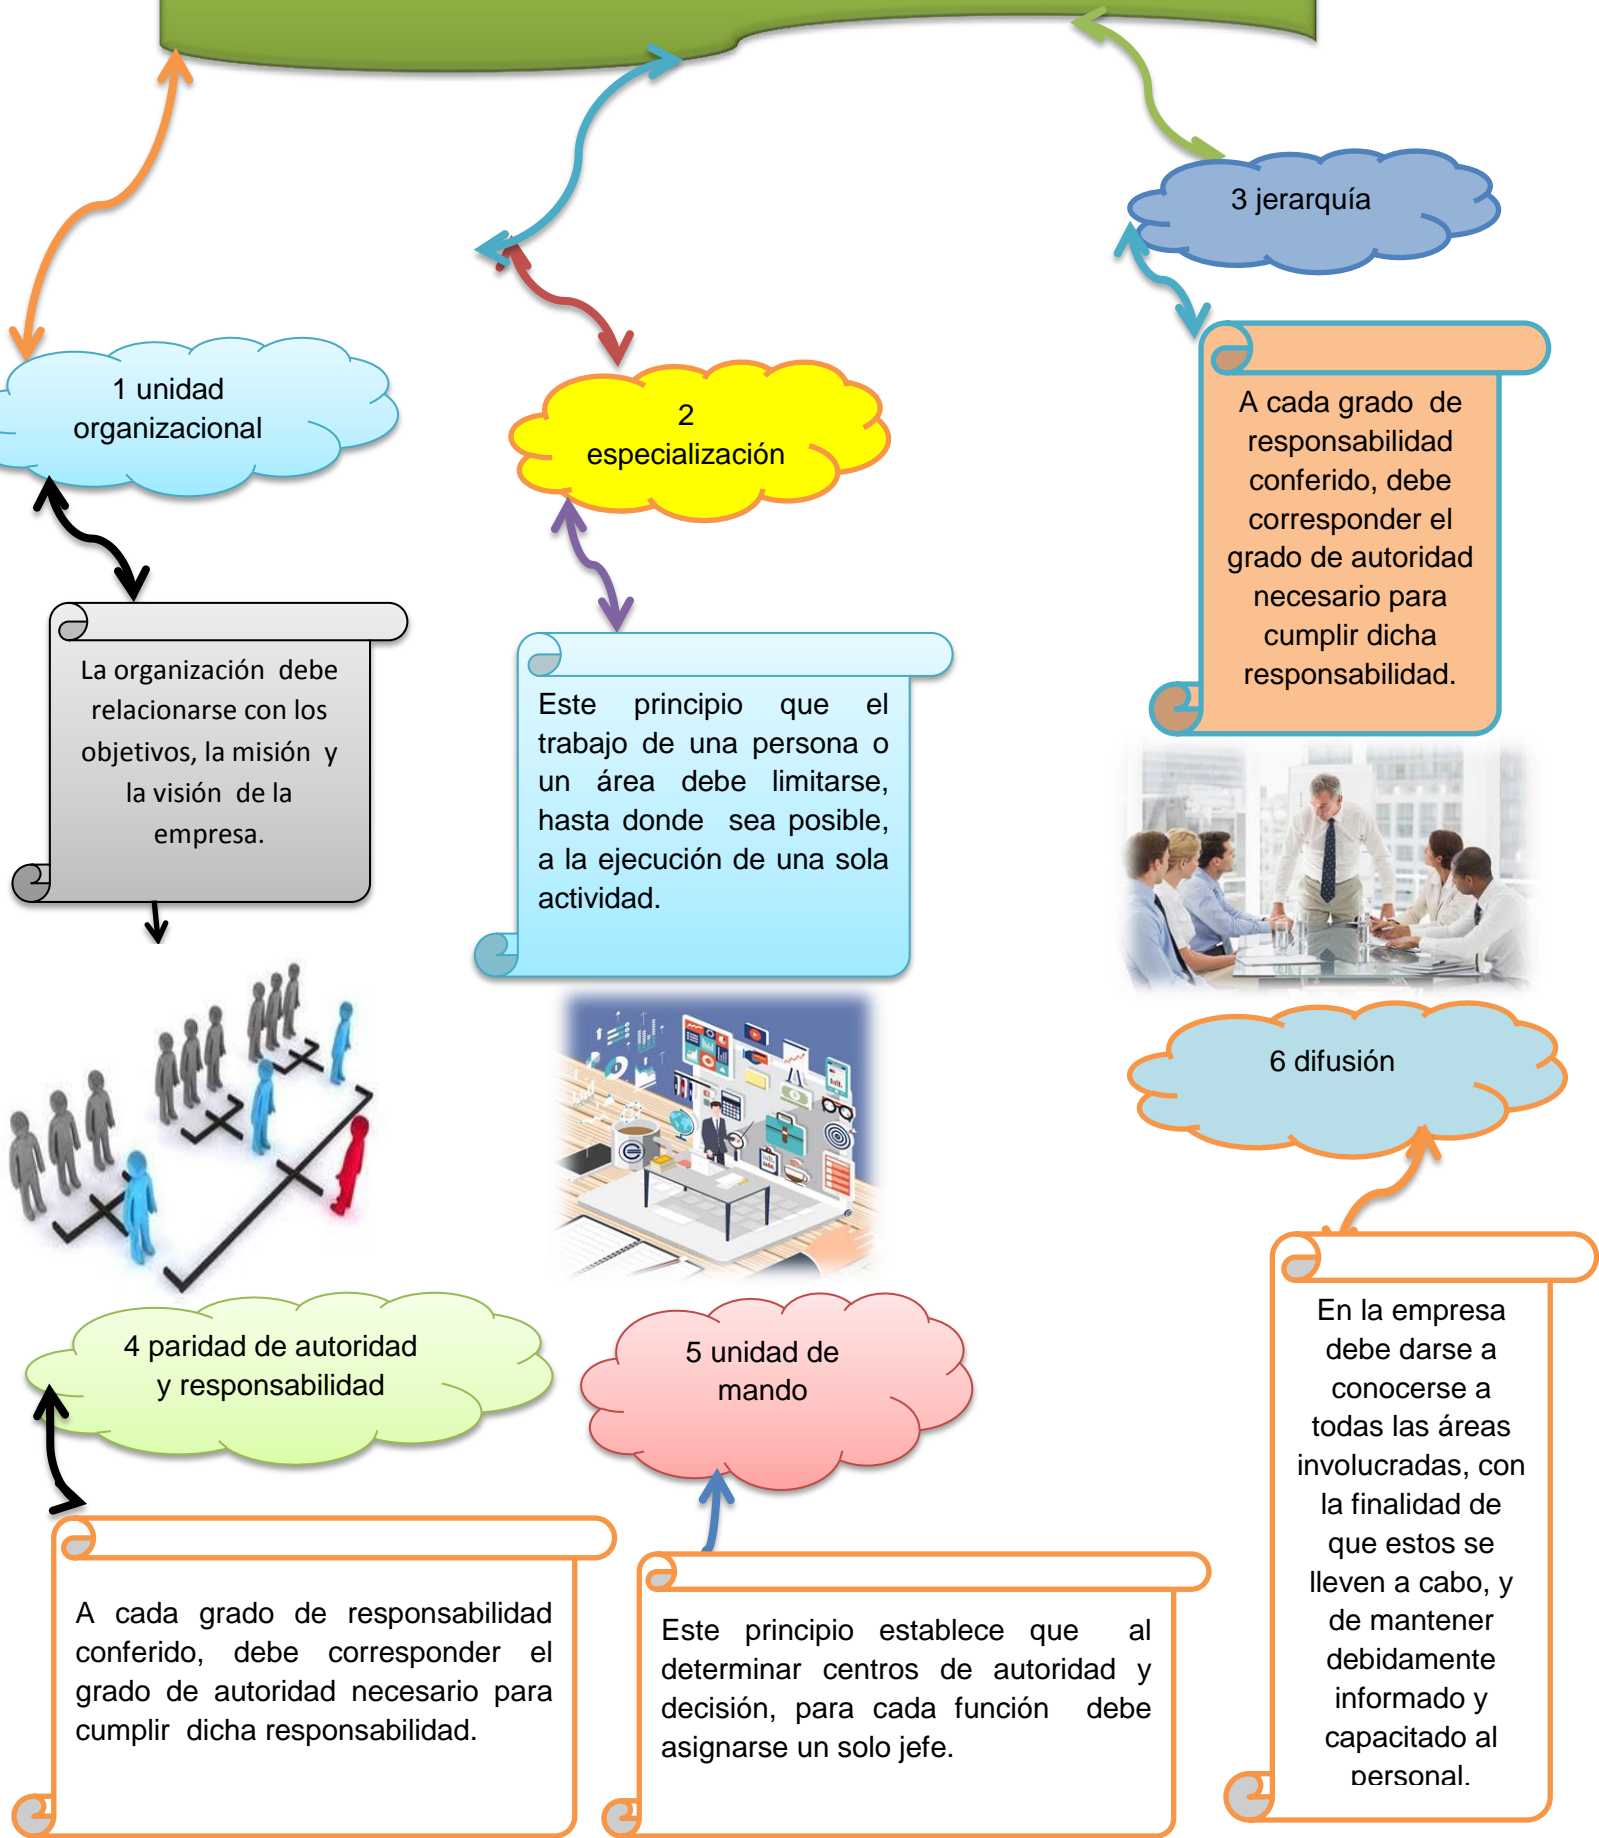 1 unidad
organizacional
La organización  debe
relacionarse con los
objetivos, la misión  y
la visión  de la
empresa.
2
especialización
Este principio que el
trabajo de una persona o
un área debe limitarse,
hasta donde  sea posible,
a la ejecución de una sola
actividad.
3 jerarquía
A cada grado  de
responsabilidad
conferido, debe
corresponder el
grado de autoridad
necesario para
cumplir dicha
responsabilidad.
4 paridad de autoridad
y responsabilidad
A cada grado de responsabilidad
conferido, debe corresponder el
grado de autoridad necesario para
cumplir  dicha responsabilidad.
5 unidad de
mando
Este principio establece que  al
determinar centros de autoridad y
decisión, para cada función  debe
asignarse un solo jefe.
6 difusión
En la empresa
debe darse a
conocerse a
todas las áreas
involucradas, con
la finalidad de
que estos se
lleven a cabo, y
de mantener
debidamente
informado y
capacitado al
personal.